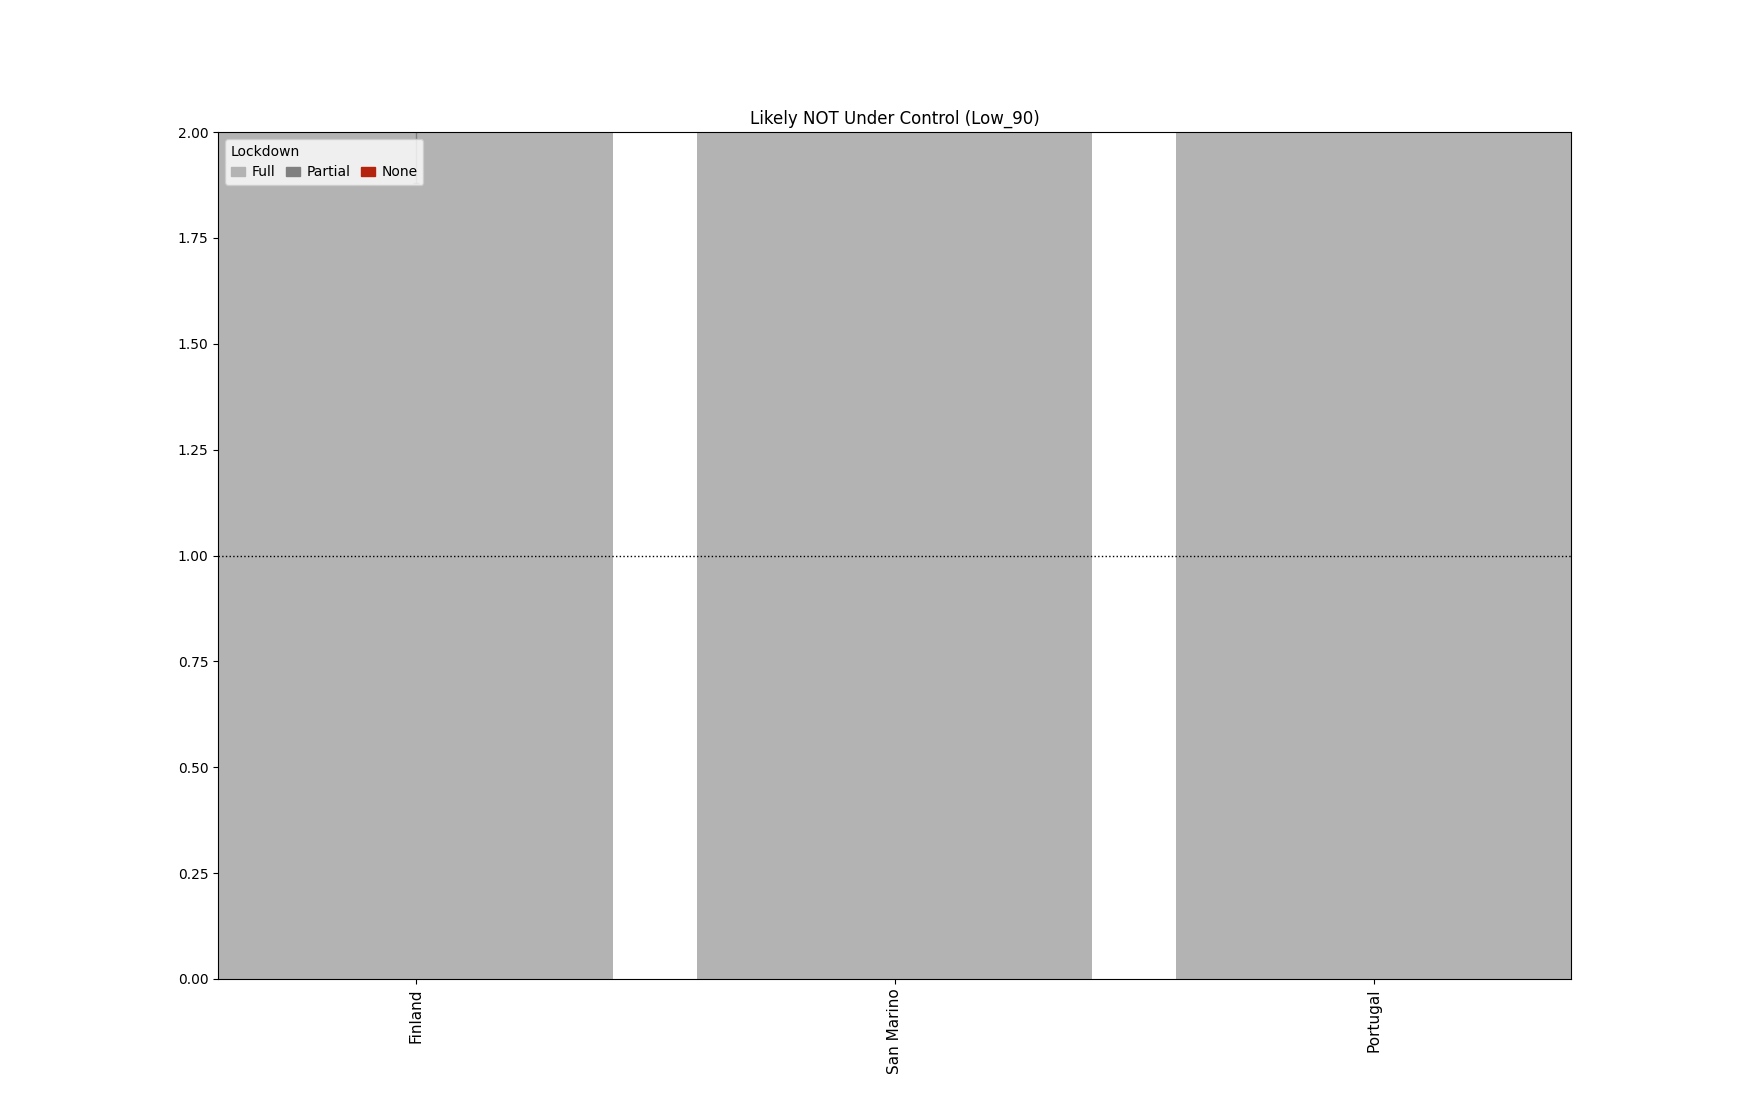 Likely NOT Under Control (Low_90)
Lockdown
Full Partial None
2.00
1.75
1.50
1.25
1.00
0.75
0.50
0.25
0.00
Finland
San Marino
Portugal